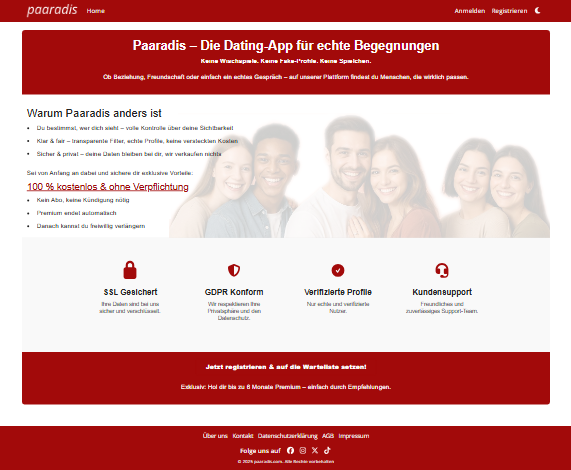 paaradis Home Anmelden Registrieren
Paaradis – Die Dating-App für echte Begegnungen
Keine Wischspiele. Keine Fake-Profile. Keine Spielchen.
Ob Beziehung, Freundschaft oder einfach ein echtes Gespräch – auf unserer Plattform findest du Menschen, die wirklich passen.
Warum Paaradis anders ist
• Du bestimmst, wer dich sieht – volle Kontrolle über deine Sichtbarkeit
• Klar & fair – transparente Filter, echte Profile, keine versteckten Kosten
• Sicher & privat – deine Daten bleiben bei dir, wir verkaufen nichts
Sei von Anfang an dabei und sichere dir exklusive Vorteile:
100 % kostenlos & ohne Verpflichtung
• Kein Abo, keine Kündigung nötig
• Premium endet automatisch
• Danach kannst du freiwillig verlängern
SSL Gesichert
Ihre Daten sind bei uns
sicher und verschlüsselt.
GDPR Konform
Wir respektieren Ihre
Privatsphäre und den
Datenschutz.
Verifizierte Profile
Nur echte und verifizierte
Nutzer.
Kundensupport
Freundliches und
zuverlässiges Support-Team.
Jetzt registrieren & auf die Warteliste setzen!
Exklusiv: Hol dir bis zu 6 Monate Premium – einfach durch Empfehlungen.
Über uns Kontakt Datenschutzerklärung AGB Impressum
Folge uns auf
© 2025 paaradis.com. Alle Rechte vorbehalten